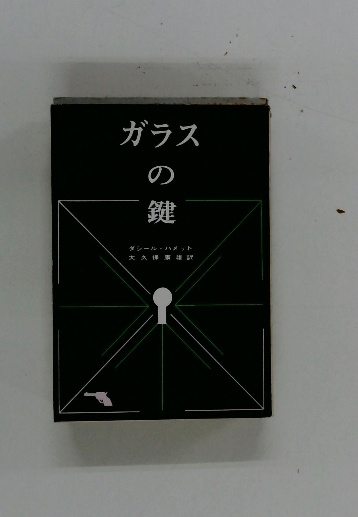 ガラス
の
鍵
ダシール・ハメット
大久保康雄訳